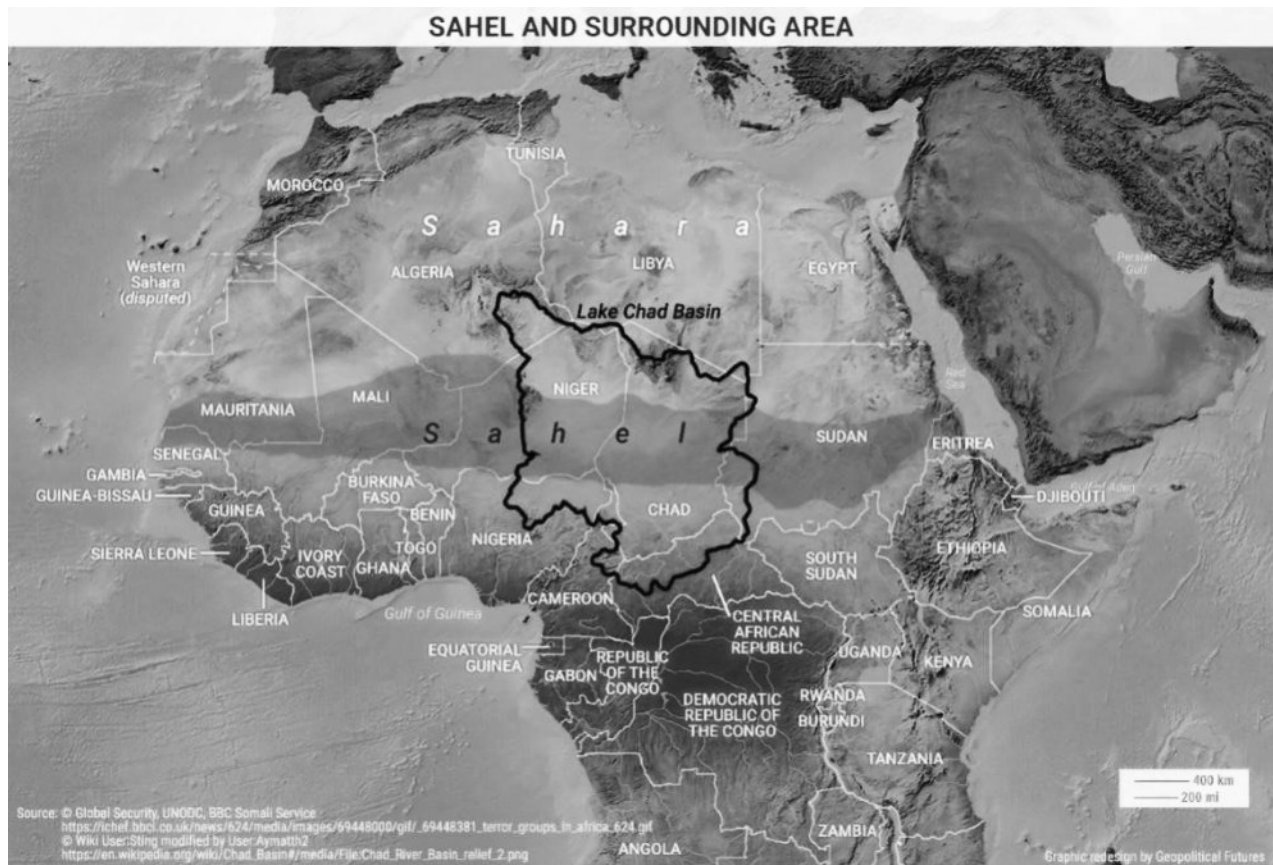 SAHEL AND SURROUNDING AREA
TUNISIA
MOROCCO
Sahara
Western
Sahara
(disputed)
ALGERIA
LIBYA
EGYPT
Persian
Gulf
Lake Chad Basin
Red
Sea
NIGER
MALI
MAURITANIA
Sahel
SUDAN
ERITREA
SENEGAL
GAMBIA
GUINEA-BISSAU
BURKINA
FASO
Gulf of Aden
DJIBOUTI
GUINEA
BENIN
CHAD
NIGERIA
SIERRA LEONE
IVORY
COAST
TOGO
GHANA
SOUTH
SUDAN
ETHIOPIA
CAMEROON
LIBERIA
Gulf of Guinea
SOMALIA
CENTRAL
AFRICAN
REPUBLIC
EQUATORIAL
GUINEA
REPUBLIC
OF THE
CONGO
GABON
UGANDA
KENYA
DEMOCRATIC
REPUBLIC OF
THE CONGO
RWANDA
BURUNDI
TANZANIA
400 km
200 mi
ZAMBIA
ANGOLA
Source: © Global Security, UNODC, BBC Somali Service
https://ichef.bbci.co.uk/news/624/media/images/69448000/gif/_69448381_terror_groups_in_africa_624.gif
© Wiki User:Sting modified by User:Aymatth2
https://en.wikipedia.org/wiki/Chad_Basin#/media/File:Chad_River_Basin_relief_2.png
Graphic redesign by Geopolitical Futures